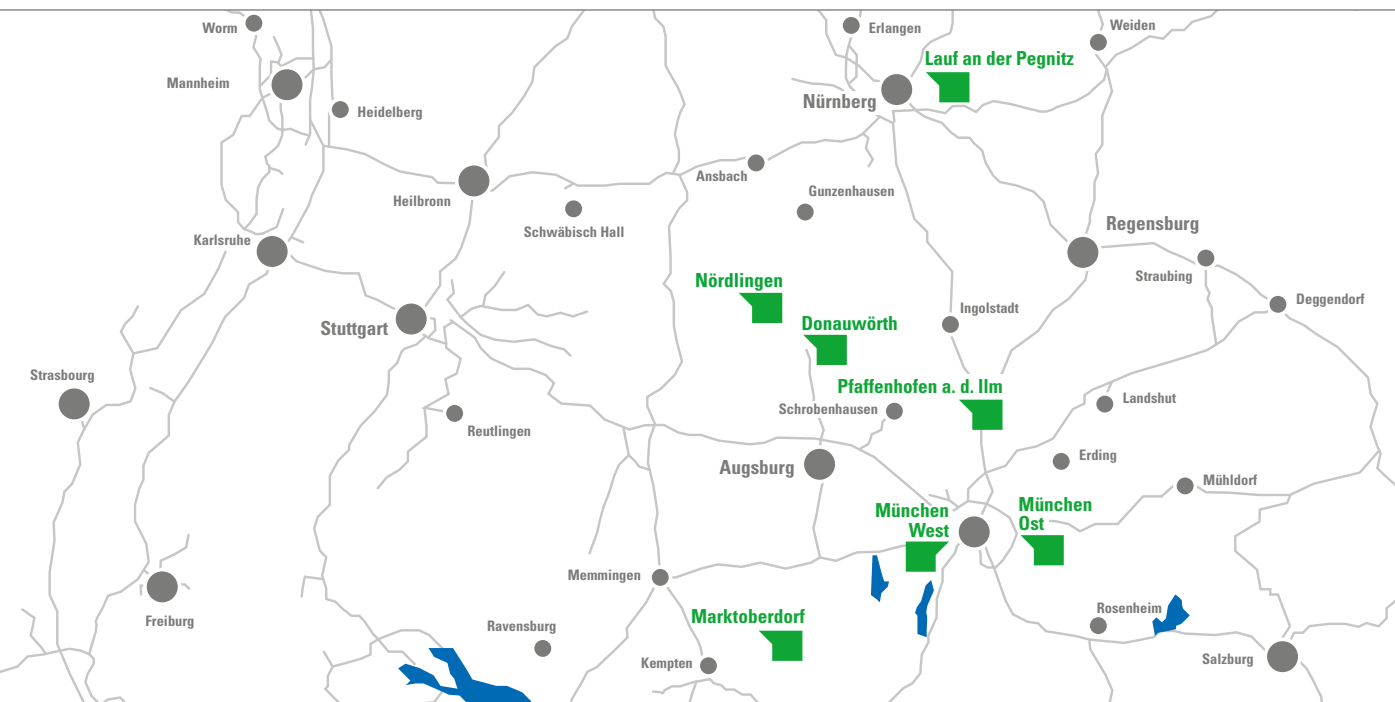 Worm
Erlangen
Weiden
Lauf an der Pegnitz
Mannheim
Nürnberg
Heidelberg
Ansbach
Gunzenhausen
Heilbronn
Schwäbisch Hall
Regensburg
Karlsruhe
Straubing
Nördlingen
Deggendorf
Ingolstadt
Stuttgart
Donauwörth
Strasbourg
Pfaffenhofen a. d. Ilm
Schrobenhausen
Landshut
Reutlingen
Erding
Augsburg
Mühldorf
München
West
München
Ost
Memmingen
Freiburg
Ravensburg
Marktoberdorf
Rosenheim
Kempten
Salzburg